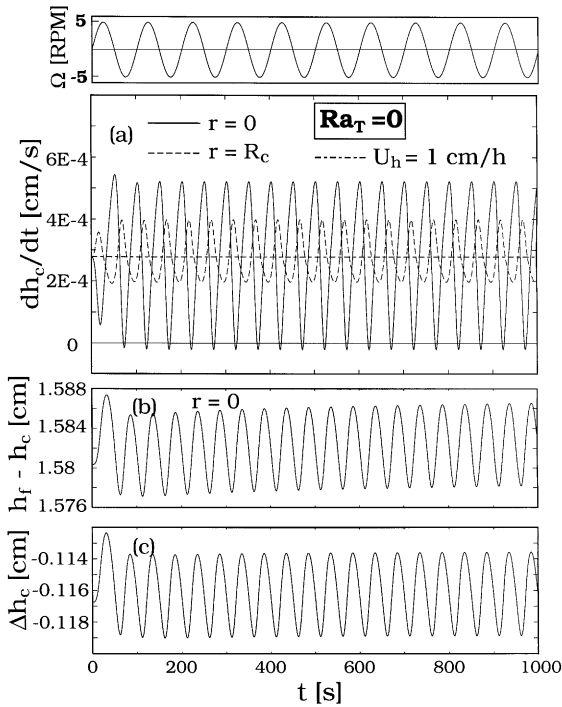 Ω [RPM]
5
-5
(a)
r = 0
Ra_T =0
r = R_c
U_h = 1 cm/h
dh_c/dt [cm/s]
6E-4
4E-4
2E-4
0
h_f - h_c [cm]
1.588
1.584
1.58
1.576
(b)
r = 0
Δh_c [cm]
-0.114
-0.116
-0.118
(c)
0 200 400 600 800 1000
t [s]